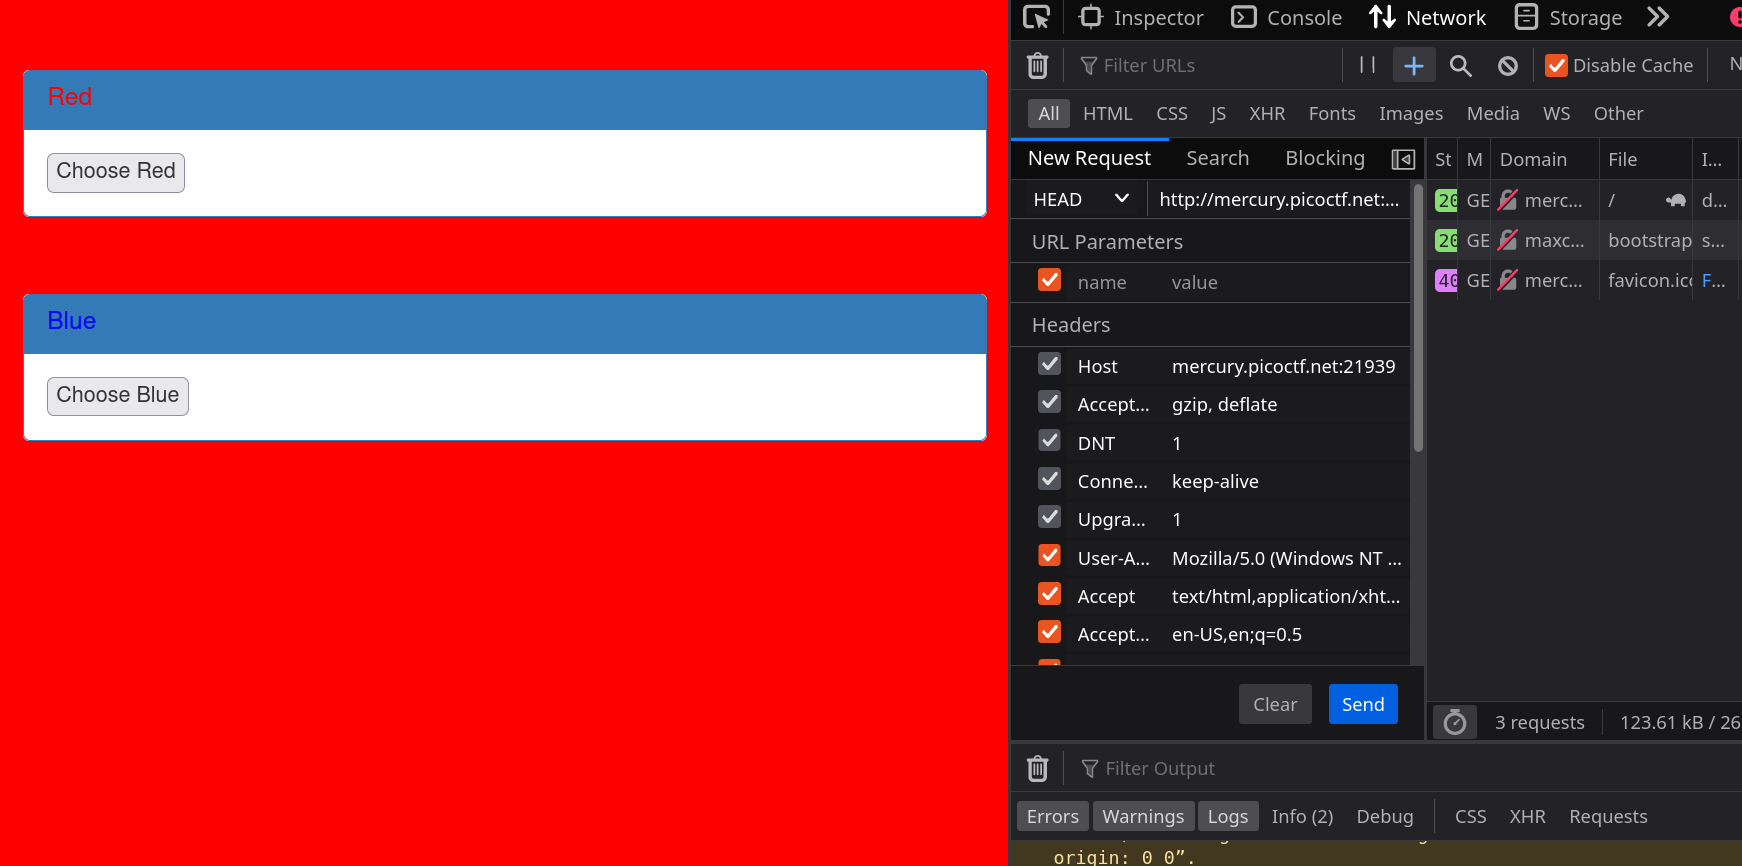 Red
Choose Red
Blue
Choose Blue
Inspector Console Network Storage
Filter URLs Disable Cache
All HTML CSS JS XHR Fonts Images Media WS Other
New Request Search Blocking
HEAD http://mercury.picoctf.net:...
URL Parameters
name value
Headers
Host mercury.picoctf.net:21939
Accept... gzip, deflate
DNT 1
Conne... keep-alive
Upgra... 1
User-A... Mozilla/5.0 (Windows NT ...
Accept text/html,application/xht...
Accept... en-US,en;q=0.5
Clear Send
St M Domain File I...
20 GE merc... / d...
20 GE maxc... bootstrap s...
40 GE merc... favicon.ico F...
3 requests 123.61 kB / 26
Filter Output
Errors Warnings Logs Info (2) Debug CSS XHR Requests
origin: 0 0”.